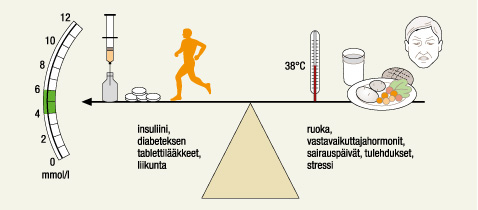 12
10
8
6
4
2
0
mmol/l
38°C
insuliini,
diabeteksen
tablettilääkkeet,
liikunta
ruoka,
vastavaikuttajahormonit,
sairauspäivät, tulehdukset,
stressi